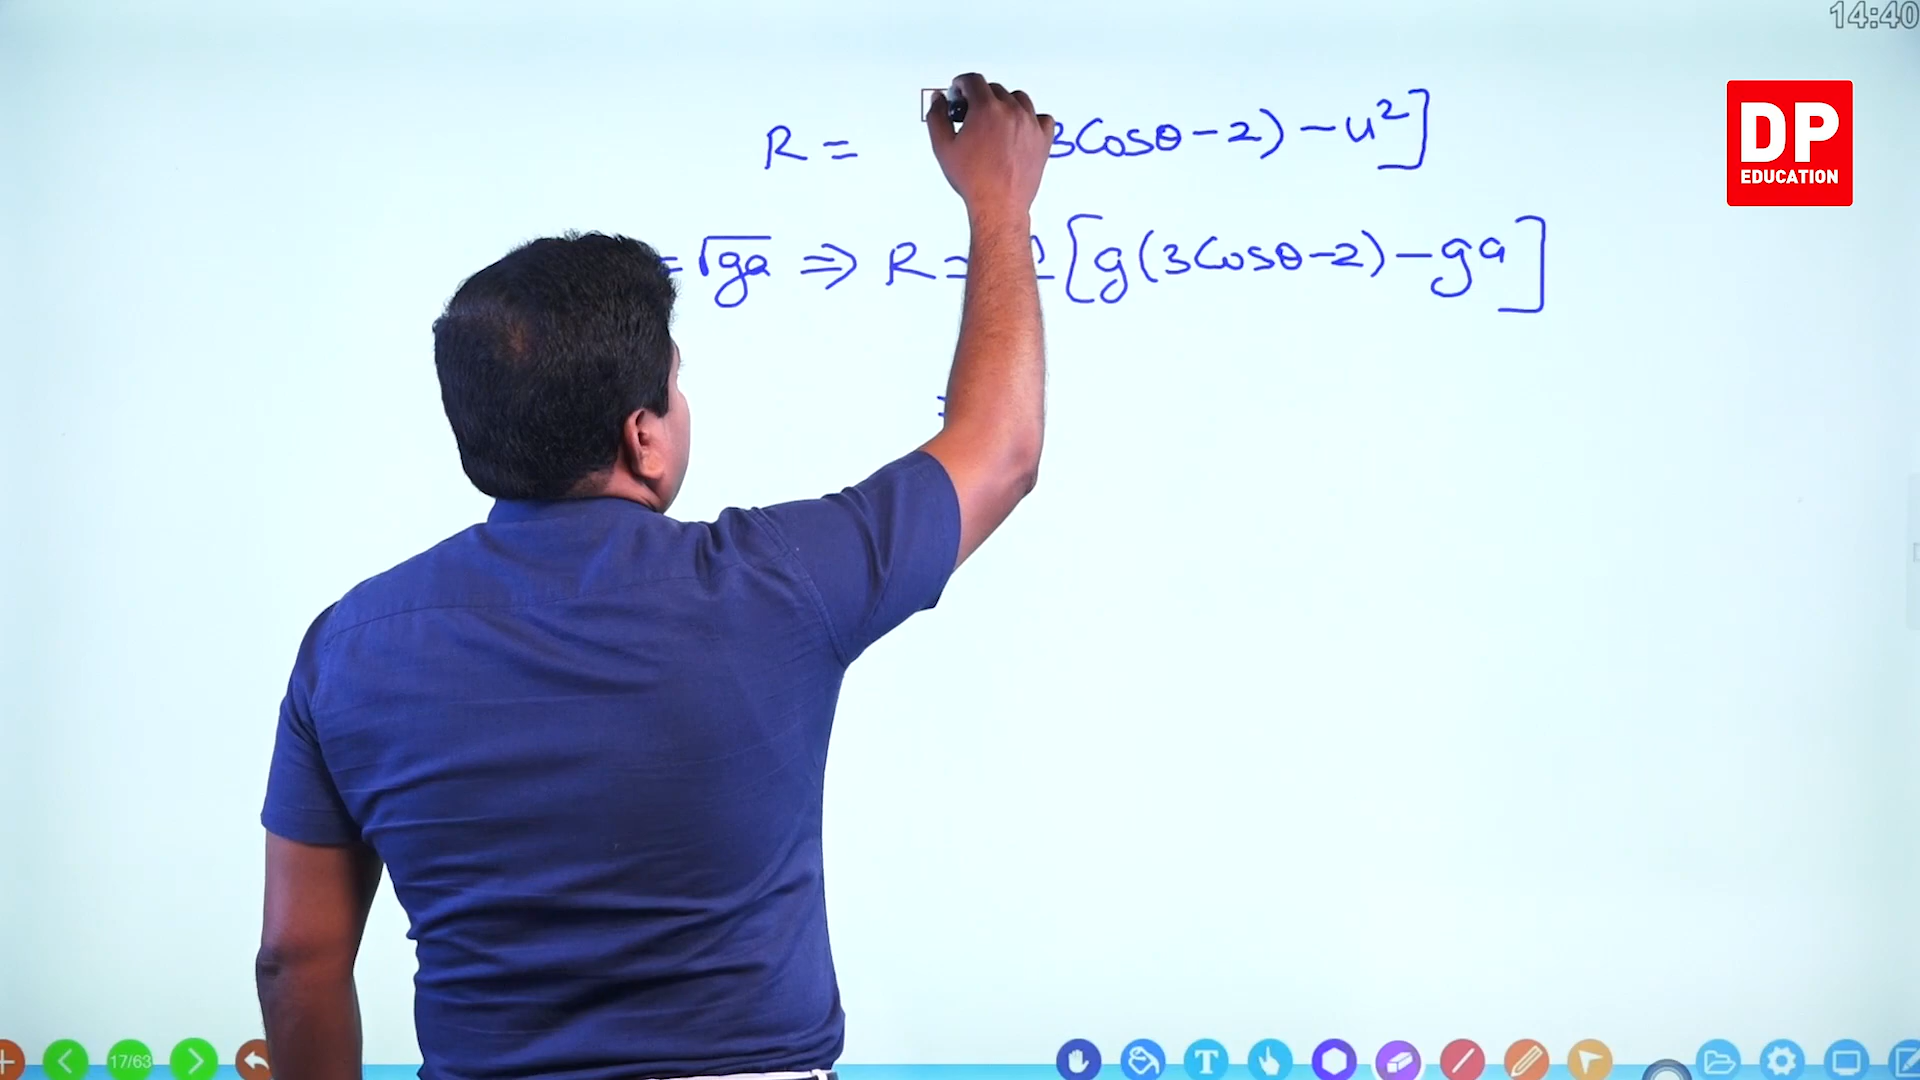 14:40
DP
EDUCATION
R = 3Cosθ-2) -u²]
= √ga ⇒ R = [g(3Cosθ-2) -ga]
=
17/63
T